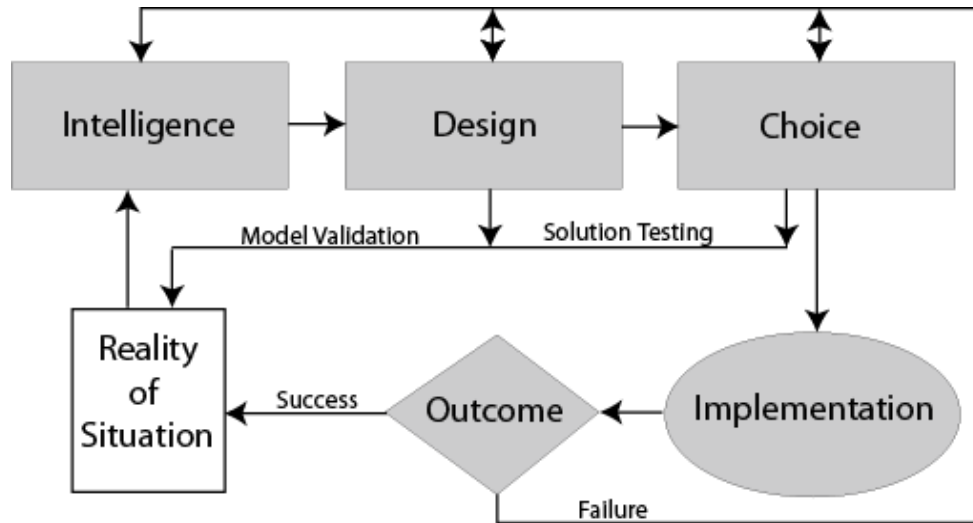 Intelligence
Design
Choice
Model Validation
Solution Testing
Reality
of
Situation
Success
Outcome
Implementation
Failure